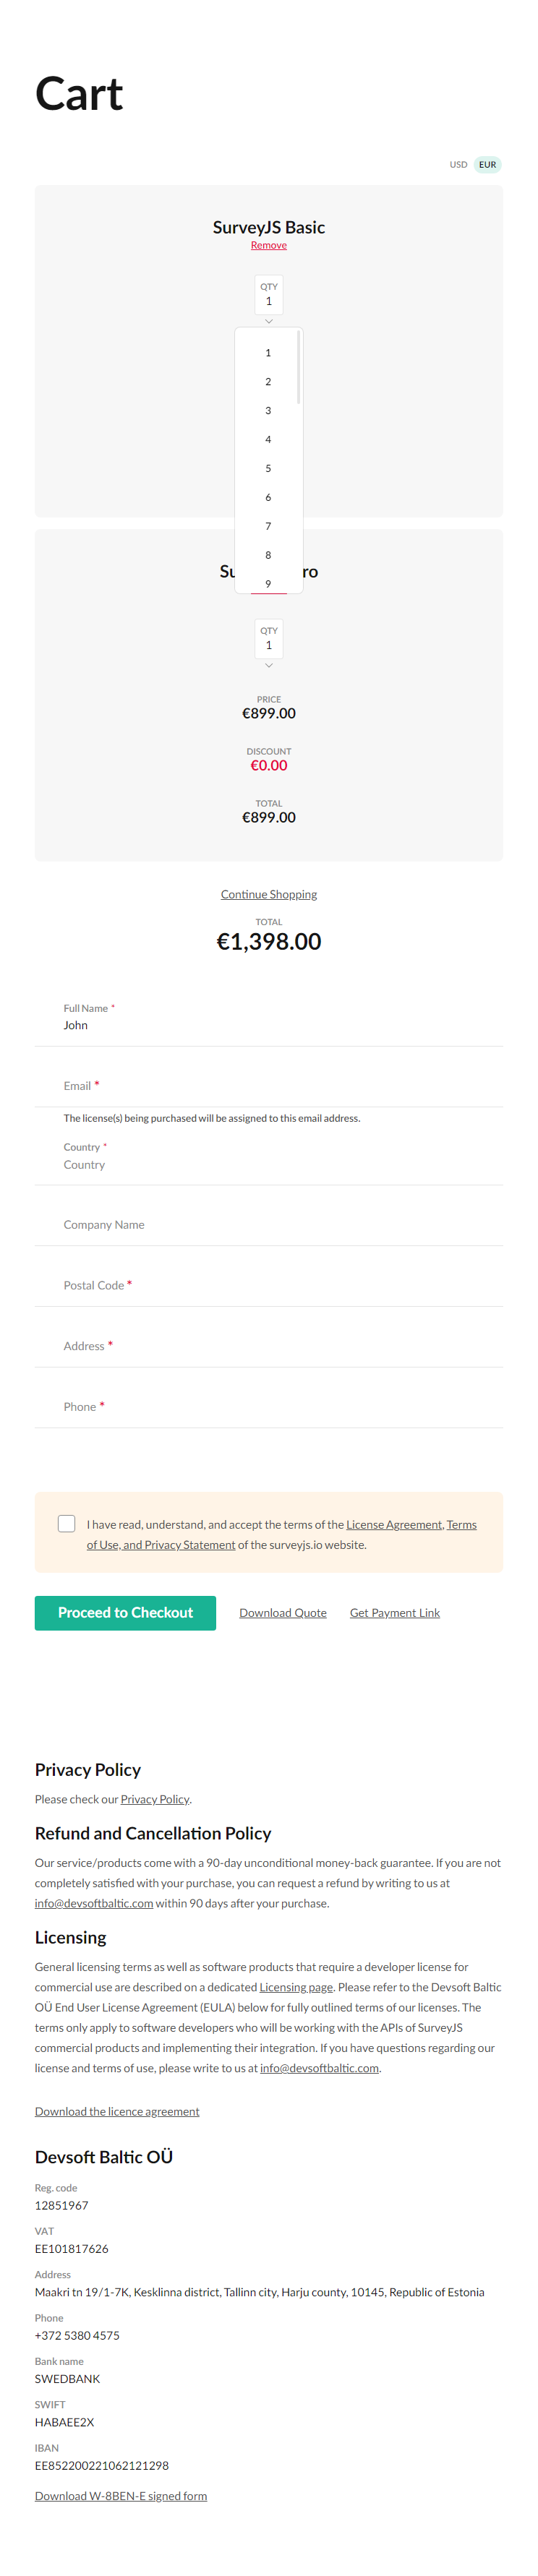 Cart
USD EUR
SurveyJS Basic
Remove
QTY
1
1
2
3
4
5
6
7
8
9
QTY
1
PRICE
€899.00
DISCOUNT
€0.00
TOTAL
€899.00
Continue Shopping
TOTAL
€1,398.00
Full Name *
John
Email *
The license(s) being purchased will be assigned to this email address.
Country *
Country
Company Name
Postal Code *
Address *
Phone *
I have read, understand, and accept the terms of the License Agreement, Terms
of Use, and Privacy Statement of the surveyjs.io website.
Proceed to Checkout Download Quote Get Payment Link
Privacy Policy
Please check our Privacy Policy.
Refund and Cancellation Policy
Our service/products come with a 90-day unconditional money-back guarantee. If you are not
completely satisfied with your purchase, you can request a refund by writing to us at
info@devsoftbaltic.com within 90 days after your purchase.
Licensing
General licensing terms as well as software products that require a developer license for
commercial use are described on a dedicated Licensing page. Please refer to the Devsoft Baltic
OÜ End User License Agreement (EULA) below for fully outlined terms of our licenses. The
terms only apply to software developers who will be working with the APIs of SurveyJS
commercial products and implementing their integration. If you have questions regarding our
license and terms of use, please write to us at info@devsoftbaltic.com.
Download the licence agreement
Devsoft Baltic OÜ
Reg. code
12851967
VAT
EE101817626
Address
Maakri tn 19/1-7K, Kesklinna district, Tallinn city, Harju county, 10145, Republic of Estonia
Phone
+372 5380 4575
Bank name
SWEDBANK
SWIFT
HABAEE2X
IBAN
EE852200221062121298
Download W-8BEN-E signed form